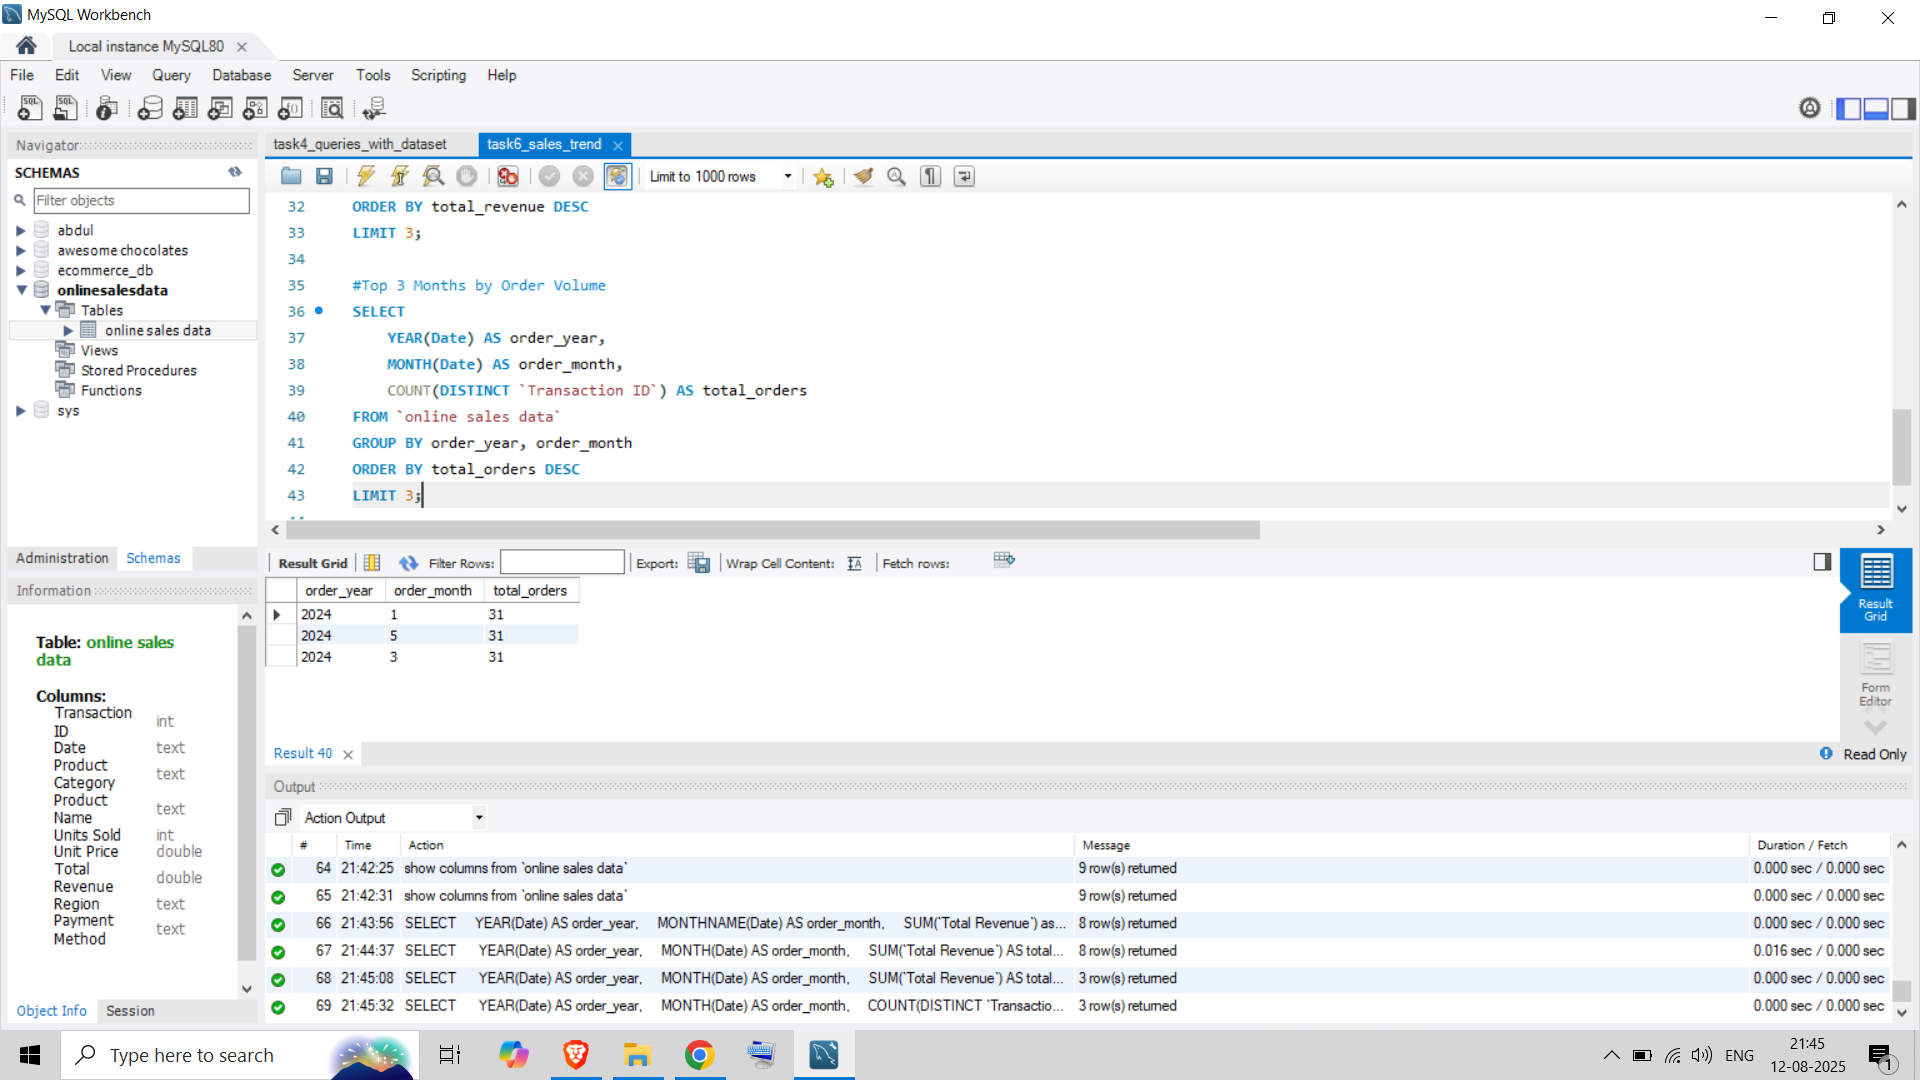 MySQL Workbench
Local instance MySQL80
File Edit View Query Database Server Tools Scripting Help
Navigator
SCHEMAS
Filter objects
abdul
awesome chocolates
ecommerce_db
onlinesalesdata
Tables
online sales data
Views
Stored Procedures
Functions
sys
Administration Schemas
Information
Table: online sales
data
Columns:
Transaction
ID int
Date text
Product
Category text
Product
Name text
Units Sold int
Unit Price double
Total
Revenue double
Region text
Payment
Method text
Object Info Session
task4_queries_with_dataset task6_sales_trend
Limit to 1000 rows
32 ORDER BY total_revenue DESC
33 LIMIT 3;
34
35 #Top 3 Months by Order Volume
36 SELECT
37 YEAR(Date) AS order_year,
38 MONTH(Date) AS order_month,
39 COUNT(DISTINCT `Transaction ID`) AS total_orders
40 FROM `online sales data`
41 GROUP BY order_year, order_month
42 ORDER BY total_orders DESC
43 LIMIT 3;
Result Grid Filter Rows: Export: Wrap Cell Content: Fetch rows:
order_year order_month total_orders
2024 1 31
2024 5 31
2024 3 31
Result Grid
Form Editor
Result 40
Read Only
Output
Action Output
# Time Action Message Duration / Fetch
64 21:42:25 show columns from `online sales data` 9 row(s) returned 0.000 sec / 0.000 sec
65 21:42:31 show columns from `online sales data` 9 row(s) returned 0.000 sec / 0.000 sec
66 21:43:56 SELECT YEAR(Date) AS order_year, MONTHNAME(Date) AS order_month, SUM(`Total Revenue`) as... 8 row(s) returned 0.000 sec / 0.000 sec
67 21:44:37 SELECT YEAR(Date) AS order_year, MONTH(Date) AS order_month, SUM(`Total Revenue`) AS total... 8 row(s) returned 0.016 sec / 0.000 sec
68 21:45:08 SELECT YEAR(Date) AS order_year, MONTH(Date) AS order_month, SUM(`Total Revenue`) AS total... 3 row(s) returned 0.000 sec / 0.000 sec
69 21:45:32 SELECT YEAR(Date) AS order_year, MONTH(Date) AS order_month, COUNT(DISTINCT `Transactio... 3 row(s) returned 0.000 sec / 0.000 sec
Type here to search
ENG
21:45
12-08-2025
1